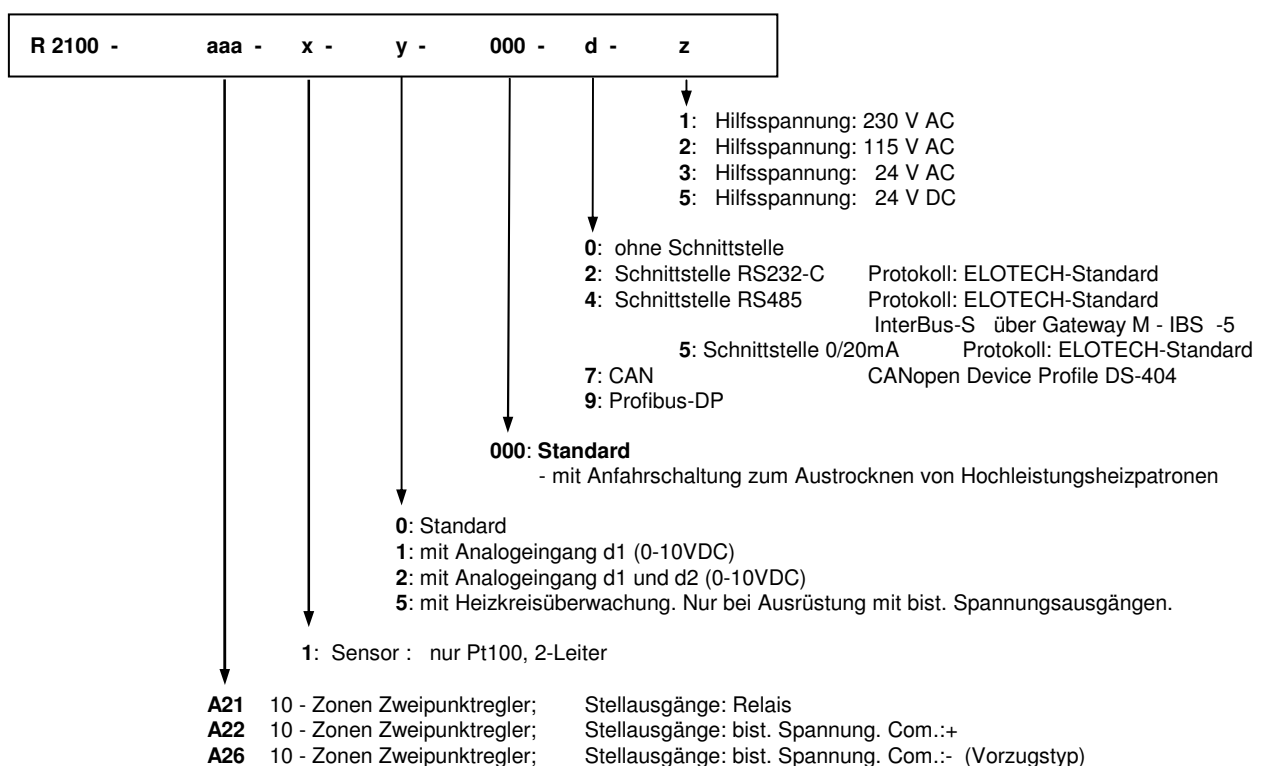 R 2100 - aaa - x - y - 000 - d - z
1: Hilfsspannung: 230 V AC
2: Hilfsspannung: 115 V AC
3: Hilfsspannung: 24 V AC
5: Hilfsspannung: 24 V DC
0: ohne Schnittstelle
2: Schnittstelle RS232-C Protokoll: ELOTECH-Standard
4: Schnittstelle RS485 Protokoll: ELOTECH-Standard
InterBus-S über Gateway M - IBS -5
5: Schnittstelle 0/20mA Protokoll: ELOTECH-Standard
7: CAN CANopen Device Profile DS-404
9: Profibus-DP
000: Standard
- mit Anfahrschaltung zum Austrocknen von Hochleistungsheizpatronen
0: Standard
1: mit Analogeingang d1 (0-10VDC)
2: mit Analogeingang d1 und d2 (0-10VDC)
5: mit Heizkreisüberwachung. Nur bei Ausrüstung mit bist. Spannungsausgängen.
1: Sensor : nur Pt100, 2-Leiter
A21 10 - Zonen Zweipunktregler; Stellausgänge: Relais
A22 10 - Zonen Zweipunktregler; Stellausgänge: bist. Spannung. Com.:+
A26 10 - Zonen Zweipunktregler; Stellausgänge: bist. Spannung. Com.:- (Vorzugstyp)